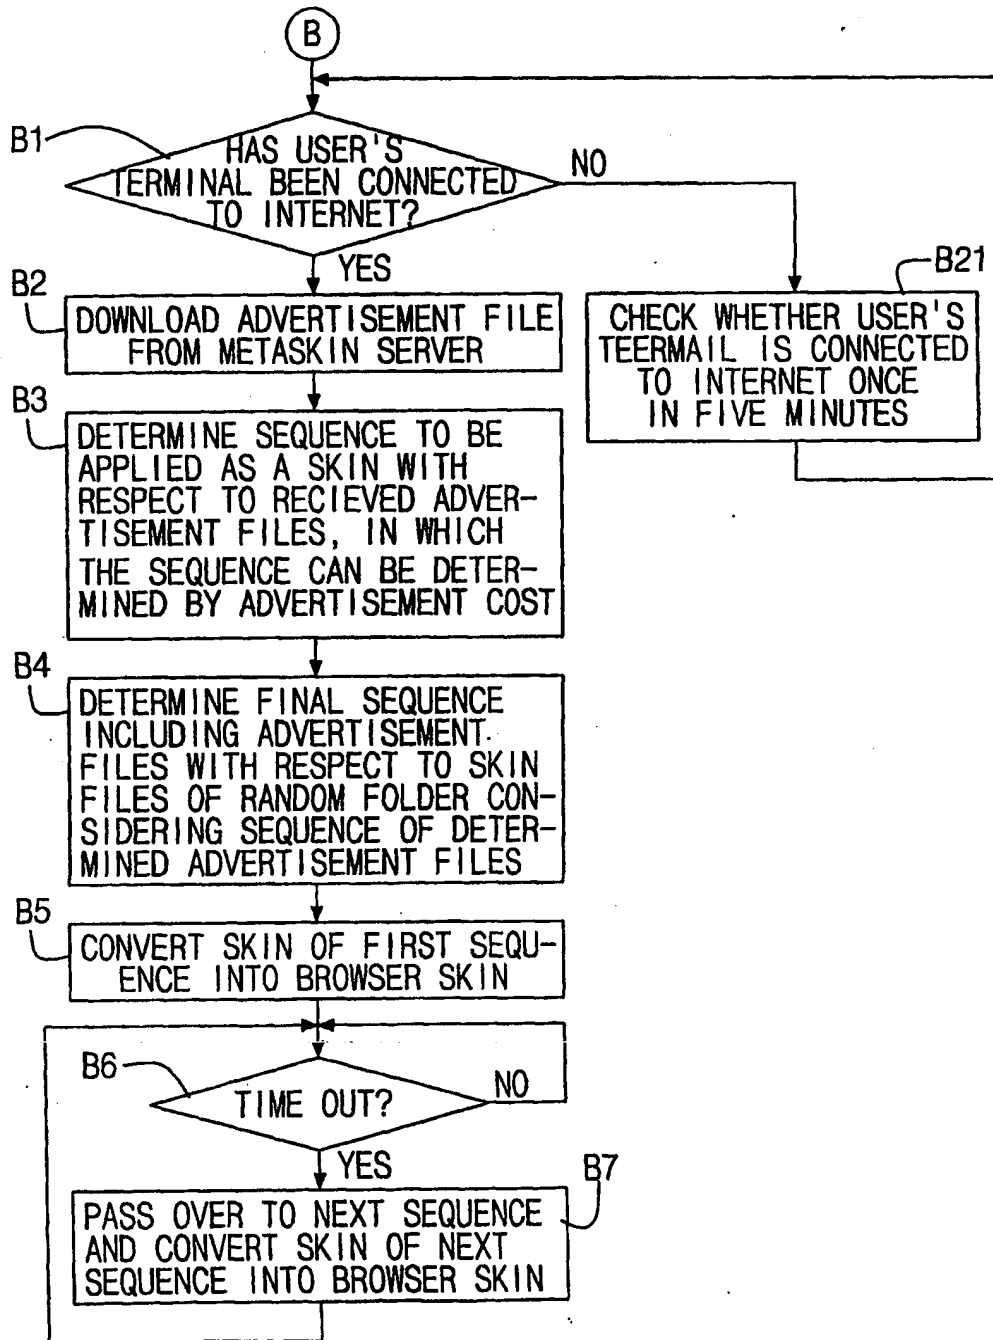 B
B1
HAS USER'S
TERMINAL BEEN CONNECTED
TO INTERNET?
NO
YES
B21
CHECK WHETHER USER'S
TEERMAIL IS CONNECTED
TO INTERNET ONCE
IN FIVE MINUTES
B2
DOWNLOAD ADVERTISEMENT FILE
FROM METASKIN SERVER
B3
DETERMINE SEQUENCE TO BE
APPLIED AS A SKIN WITH
RESPECT TO RECIEVED ADVER-
TISEMENT FILES, IN WHICH
THE SEQUENCE CAN BE DETER-
MINED BY ADVERTISEMENT COST
B4
DETERMINE FINAL SEQUENCE
INCLUDING ADVERTISEMENT
FILES WITH RESPECT TO SKIN
FILES OF RANDOM FOLDER CON-
SIDERING SEQUENCE OF DETER-
MINED ADVERTISEMENT FILES
B5
CONVERT SKIN OF FIRST SEQU-
ENCE INTO BROWSER SKIN
B6
TIME OUT?
NO
YES
B7
PASS OVER TO NEXT SEQUENCE
AND CONVERT SKIN OF NEXT
SEQUENCE INTO BROWSER SKIN